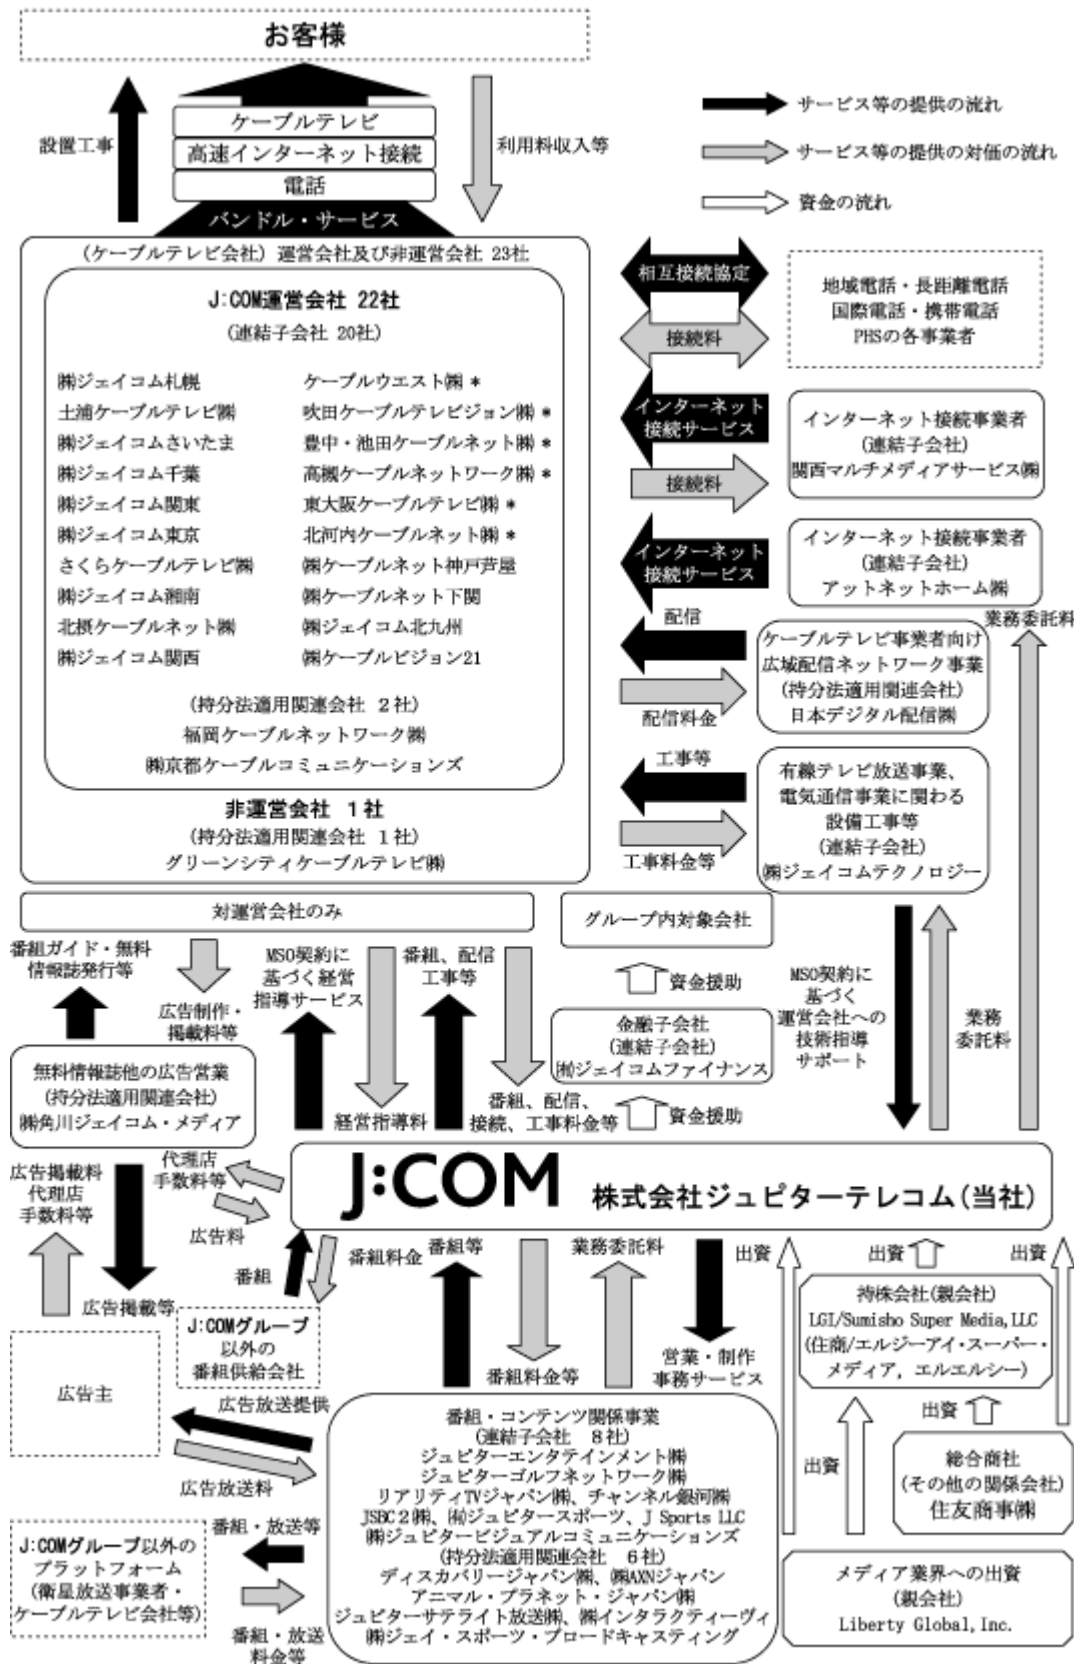 お客様
ケーブルテレビ
高速インターネット接続
電話
バンドル・サービス
設置工事
利用料収入等
サービス等の提供の流れ
サービス等の提供の対価の流れ
資金の流れ
(ケーブルテレビ会社) 運営会社及び非運営会社 23社
J:COM運営会社 22社
(連結子会社 20社)
㈱ジェイコム札幌
土浦ケーブルテレビ㈱
㈱ジェイコムさいたま
㈱ジェイコム千葉
㈱ジェイコム関東
㈱ジェイコム東京
さくらケーブルテレビ㈱
㈱ジェイコム湘南
北摂ケーブルネット㈱
㈱ジェイコム関西
ケーブルウエスト㈱ *
吹田ケーブルテレビジョン㈱ *
豊中・池田ケーブルネット㈱ *
高槻ケーブルネットワーク㈱ *
東大阪ケーブルテレビ㈱ *
北河内ケーブルネット㈱ *
㈱ケーブルネット神戸芦屋
㈱ケーブルネット下関
㈱ジェイコム北九州
㈱ケーブルビジョン21
(持分法適用関連会社 2社)
福岡ケーブルネットワーク㈱
㈱京都ケーブルコミュニケーションズ
非運営会社 1社
(持分法適用関連会社 1社)
グリーンシティケーブルテレビ㈱
相互接続協定
接続料
地域電話・長距離電話
国際電話・携帯電話
PHSの各事業者
インターネット
接続サービス
接続料
インターネット接続事業者
(連結子会社)
関西マルチメディアサービス㈱
インターネット
接続サービス
インターネット接続事業者
(連結子会社)
アットネットホーム㈱
配信
配信料金
ケーブルテレビ事業者向け
広域配信ネットワーク事業
(持分法適用関連会社)
日本デジタル配信㈱
業務委託料
工事等
工事料金等
有線テレビ放送事業、
電気通信事業に関わる
設備工事等
(連結子会社)
㈱ジェイコムテクノロジー
対運営会社のみ
グループ内対象会社
番組ガイド・無料
情報誌発行等
広告制作・
掲載料等
MSO契約に
基づく経営
指導サービス
経営指導料
番組、配信
工事等
番組、配信、
接続、工事料金等
資金援助
金融子会社
(連結子会社)
㈲ジェイコムファイナンス
資金援助
MSO契約に
基づく
運営会社への
技術指導
サポート
業務
委託料
無料情報誌他の広告営業
(持分法適用関連会社)
㈱角川ジェイコム・メディア
広告掲載料
代理店
手数料等
代理店
手数料等
広告料
広告掲載等
J:COM 株式会社ジュピターテレコム(当社)
番組
番組料金
番組等
番組料金等
業務委託料
営業・制作
事務サービス
出資
出資
出資
J:COMグループ
以外の
番組供給会社
広告主
広告放送提供
広告放送料
持株会社(親会社)
LGI/Sumisho Super Media,LLC
(住商/エルジーアイ・スーパー・
メディア, エルエルシー)
出資
出資
総合商社
(その他の関係会社)
住友商事㈱
メディア業界への出資
(親会社)
Liberty Global,Inc.
番組・コンテンツ関係事業
(連結子会社 8社)
ジュピターエンタテインメント㈱
ジュピターゴルフネットワーク㈱
リアリティTVジャパン㈱、チャンネル銀河㈱
JSBC2㈱、㈲ジュピタースポーツ、J Sports LLC
㈱ジュピタービジュアルコミュニケーションズ
(持分法適用関連会社 6社)
ディスカバリージャパン㈱、㈱AXNジャパン
アニマル・プラネット・ジャパン㈱
ジュピターサテライト放送㈱、㈱インタラクティーヴィ
㈱ジェイ・スポーツ・ブロードキャスティング
番組・放送等
番組・放送
料金等
J:COMグループ以外の
プラットフォーム
(衛星放送事業者・
ケーブルテレビ会社等)